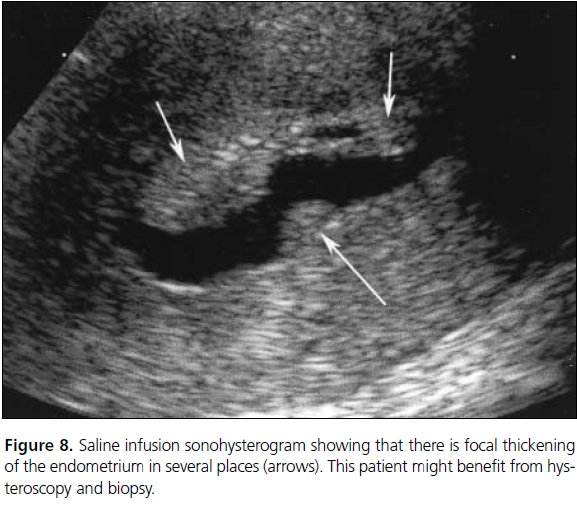 Figure 8. Saline infusion sonohysterogram showing that there is focal thickening
of the endometrium in several places (arrows). This patient might benefit from hys-
teroscopy and biopsy.